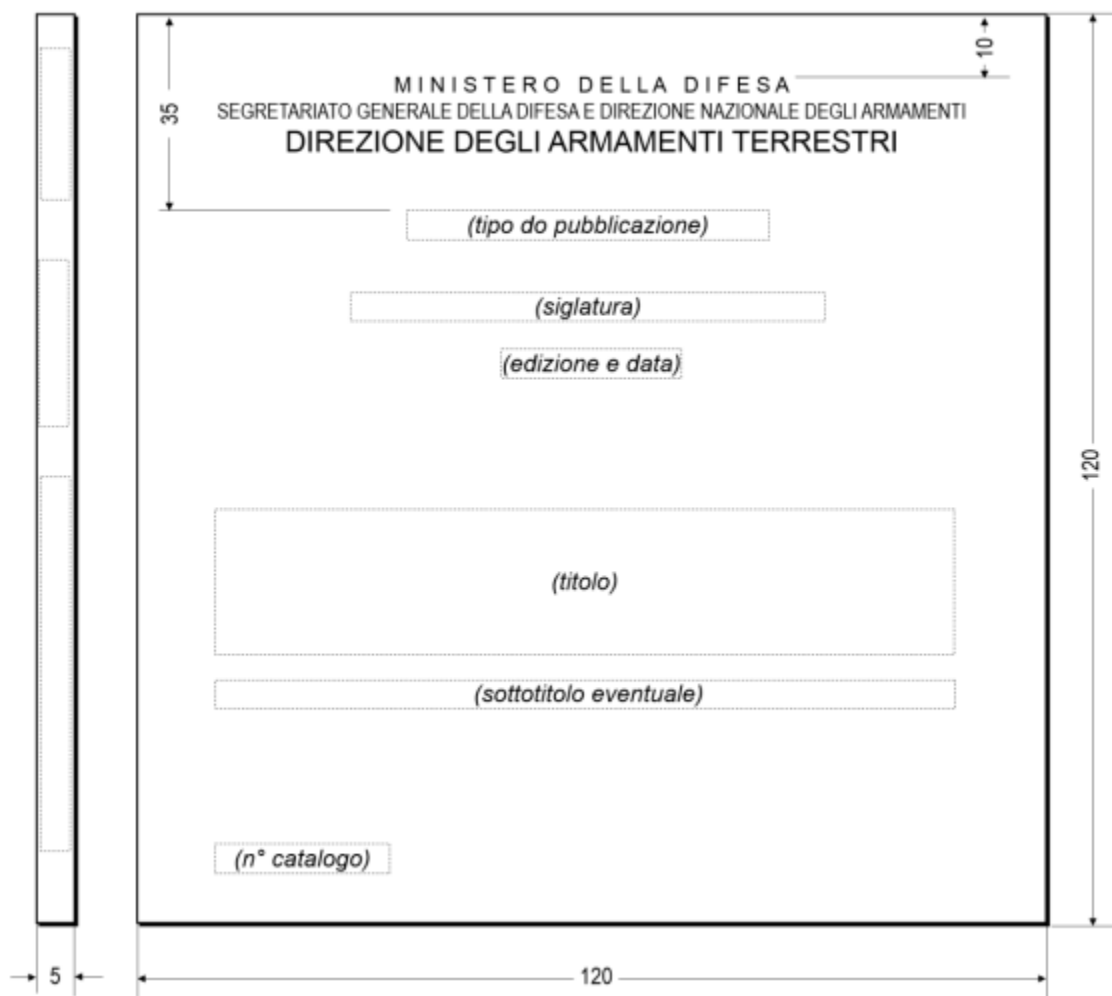 10
35
MINISTERO DELLA DIFESA
SEGRETARIATO GENERALE DELLA DIFESA E DIREZIONE NAZIONALE DEGLI ARMAMENTI
DIREZIONE DEGLI ARMAMENTI TERRESTRI
(tipo do pubblicazione)
(siglatura)
(edizione e data)
120
(titolo)
(sottotitolo eventuale)
(n° catalogo)
5
120